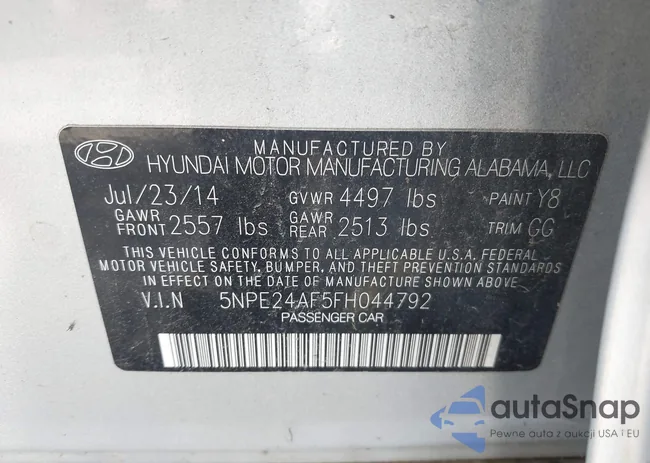 MANUFACTURED BY
HYUNDAI MOTOR MANUFACTURING ALABAMA, LLC
Jul/23/14 GVWR 4497 lbs PAINT Y8
GAWR FRONT 2557 lbs GAWR REAR 2513 lbs TRIM GG
THIS VEHICLE CONFORMS TO ALL APPLICABLE U.S.A. FEDERAL
MOTOR VEHICLE SAFETY, BUMPER, AND THEFT PREVENTION STANDARDS
IN EFFECT ON THE DATE OF MANUFACTURE SHOWN ABOVE.
V.I.N 5NPE24AF5FH044792
PASSENGER CAR
autaSnap
Pewne auta z aukcji USA i EU